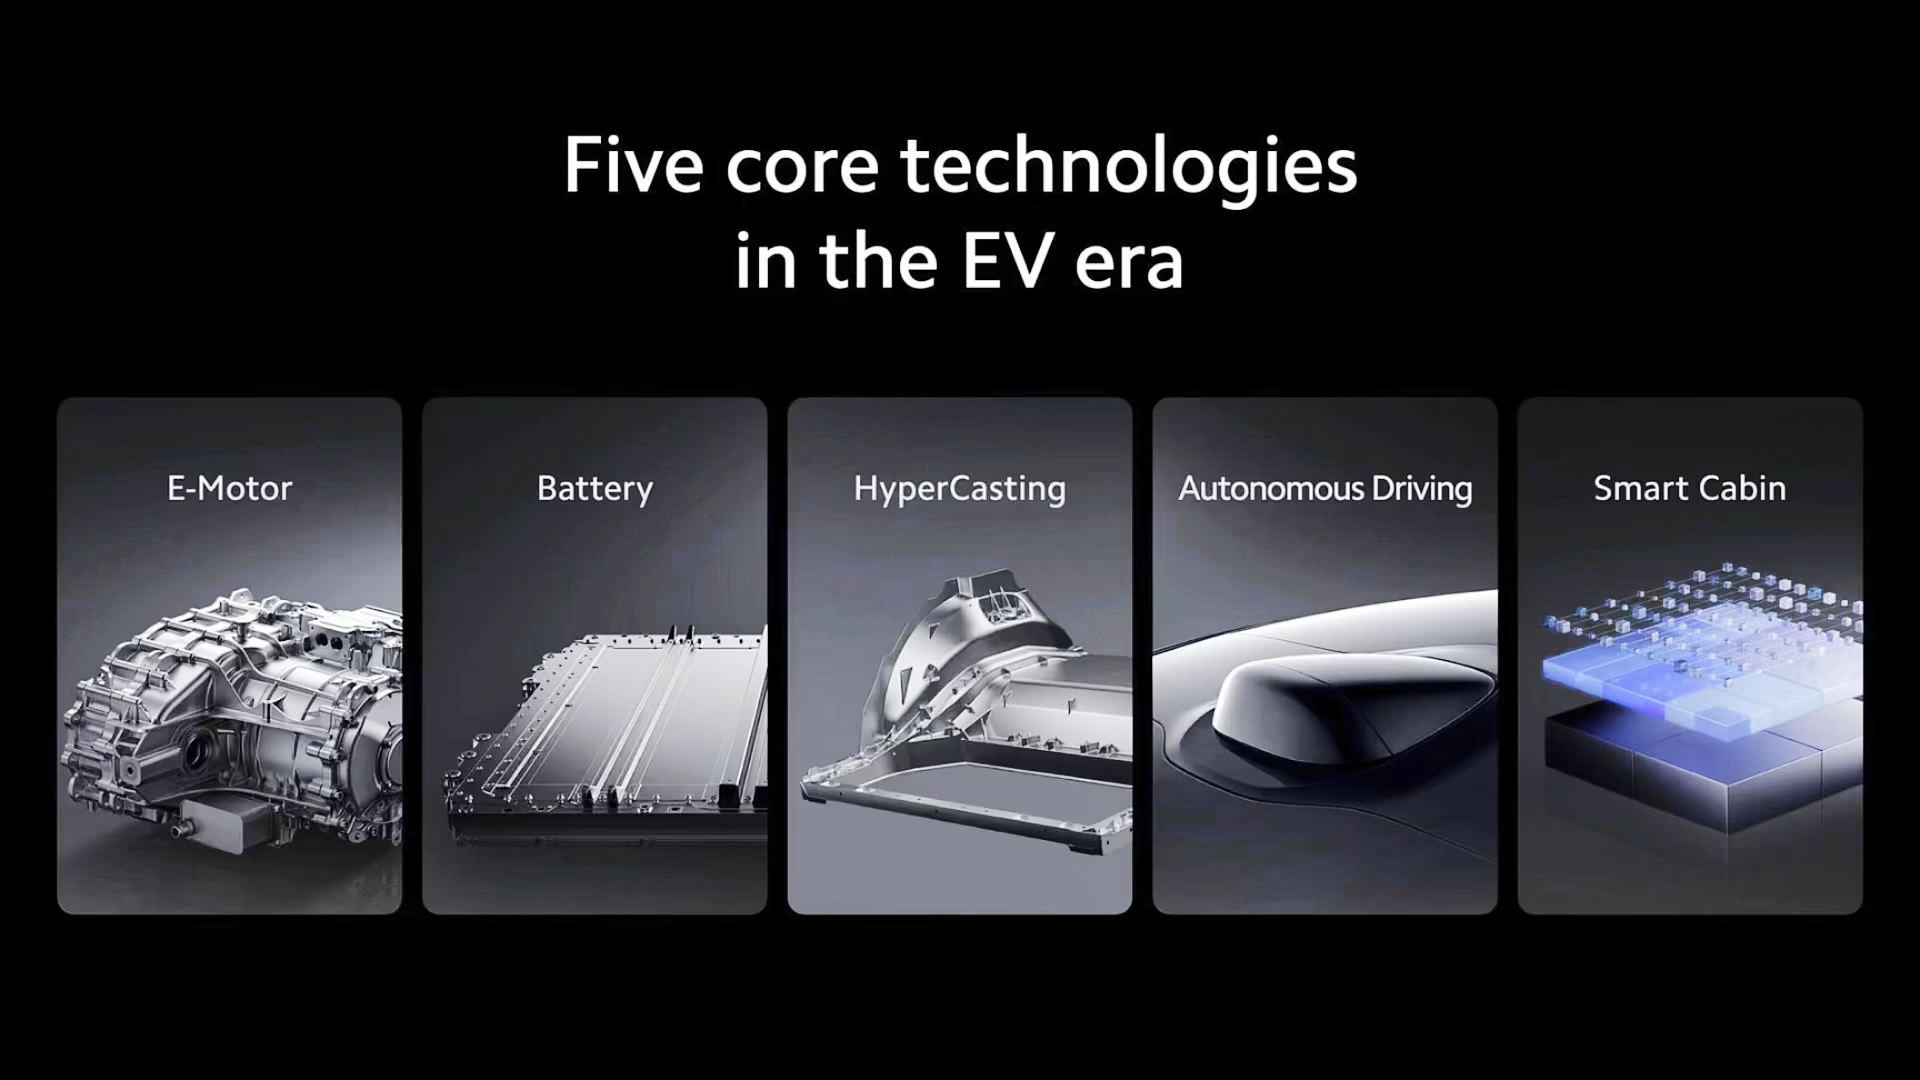 Five core technologies
in the EV era
E-Motor
Battery
HyperCasting
Autonomous Driving
Smart Cabin